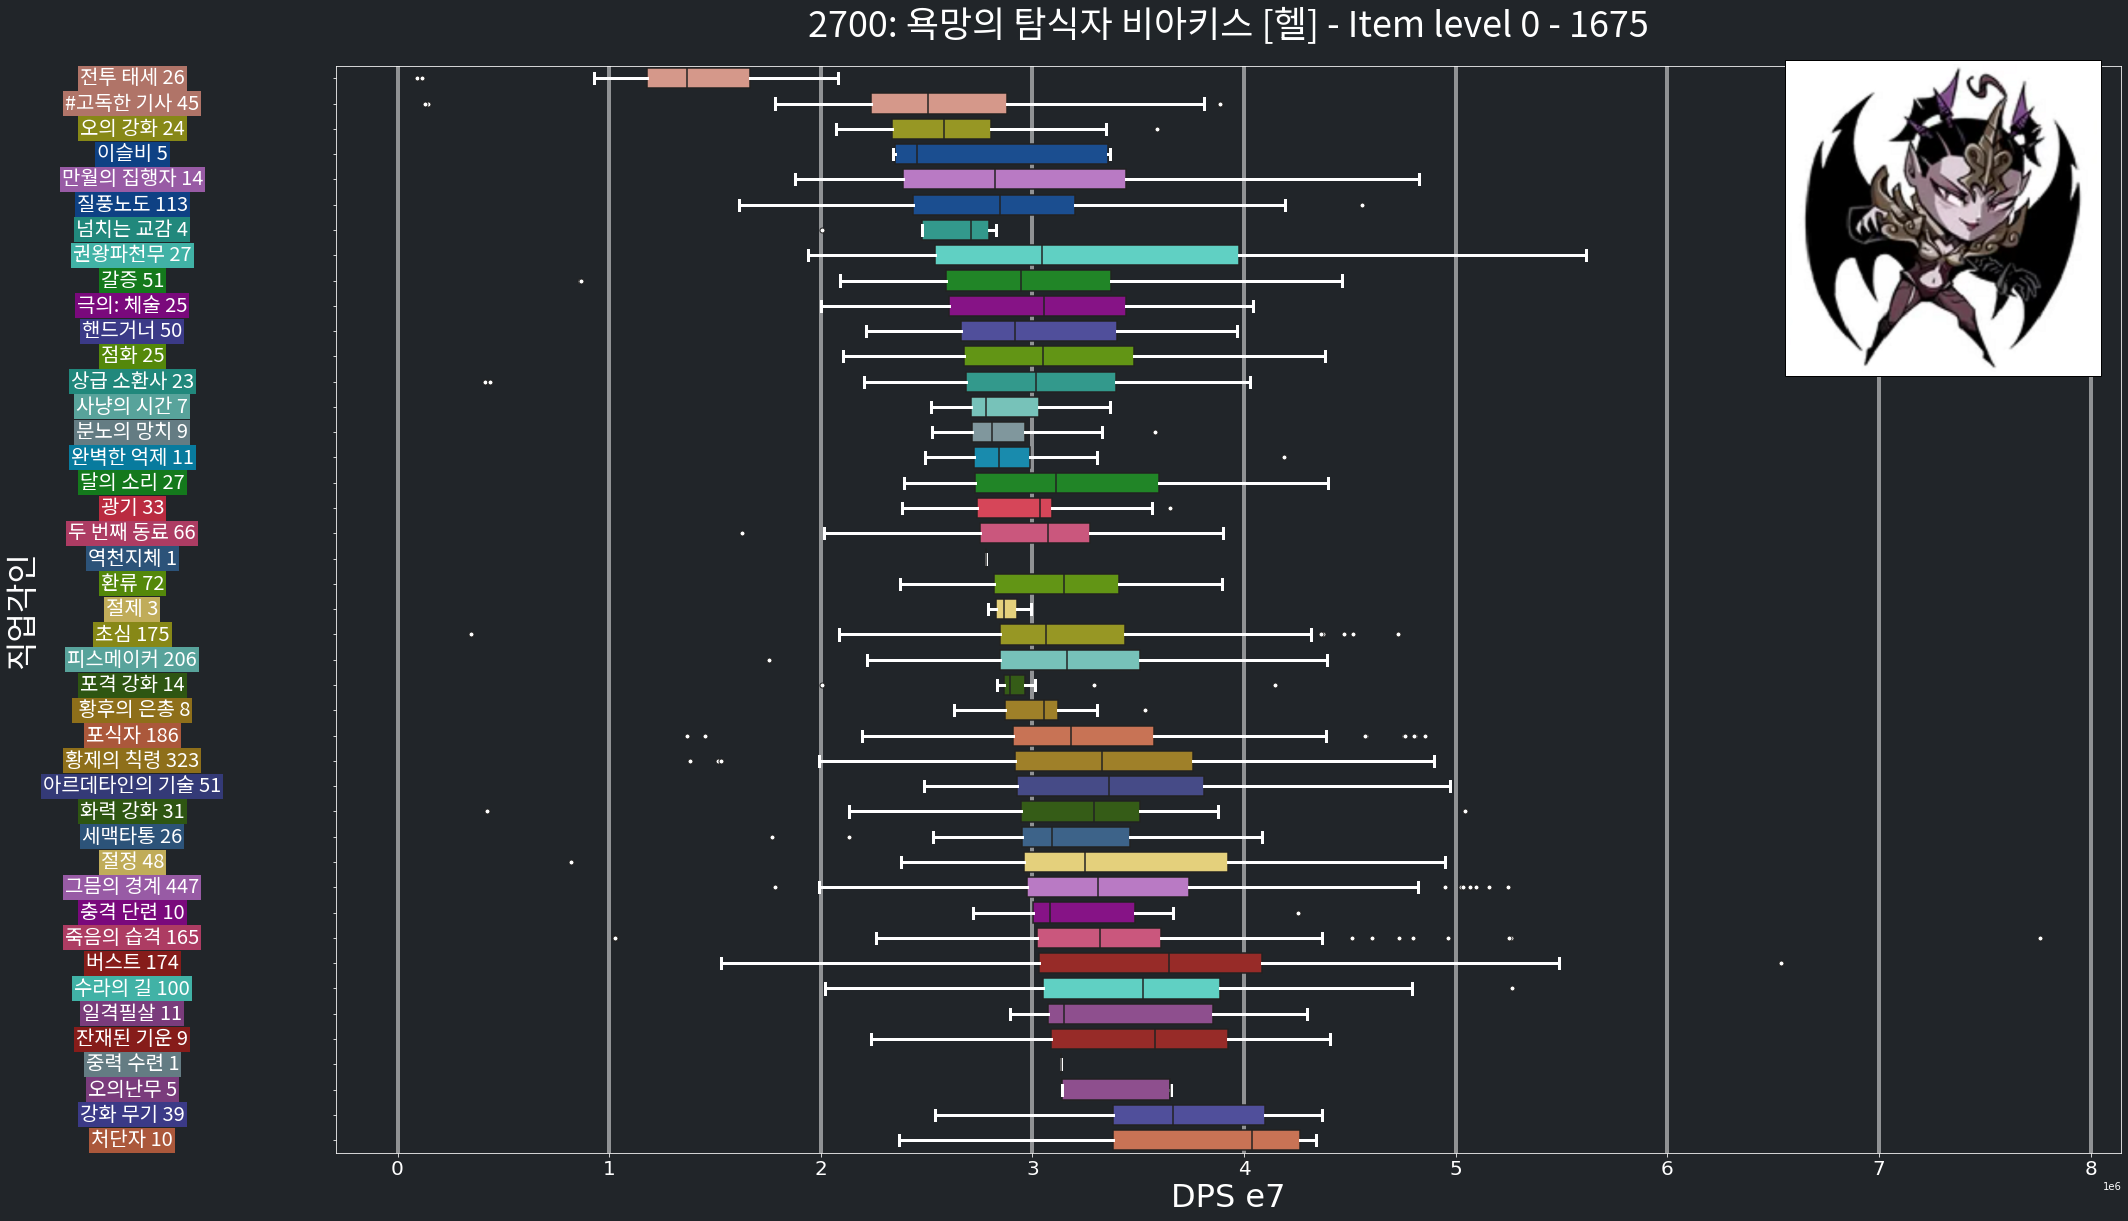 2700: 욕망의 탐식자 비아키스 [헬] - Item level 0 - 1675
직업각인
전투 태세 26
#고독한 기사 45
오의 강화 24
이슬비 5
만월의 집행자 14
질풍노도 113
넘치는 교감 4
권왕파천무 27
갈증 51
극의: 체술 25
핸드거너 50
점화 25
상급 소환사 23
사냥의 시간 7
분노의 망치 9
완벽한 억제 11
달의 소리 27
광기 33
두 번째 동료 66
역천지체 1
환류 72
절제 3
초심 175
피스메이커 206
포격 강화 14
황후의 은총 8
포식자 186
황제의 칙령 323
아르데타인의 기술 51
화력 강화 31
세맥타통 26
절정 48
그믐의 경계 447
충격 단련 10
죽음의 습격 165
버스트 174
수라의 길 100
일격필살 11
잔재된 기운 9
중력 수련 1
오의난무 5
강화 무기 39
처단자 10
0 1 2 3 4 5 6 7 8
1e6
DPS e7